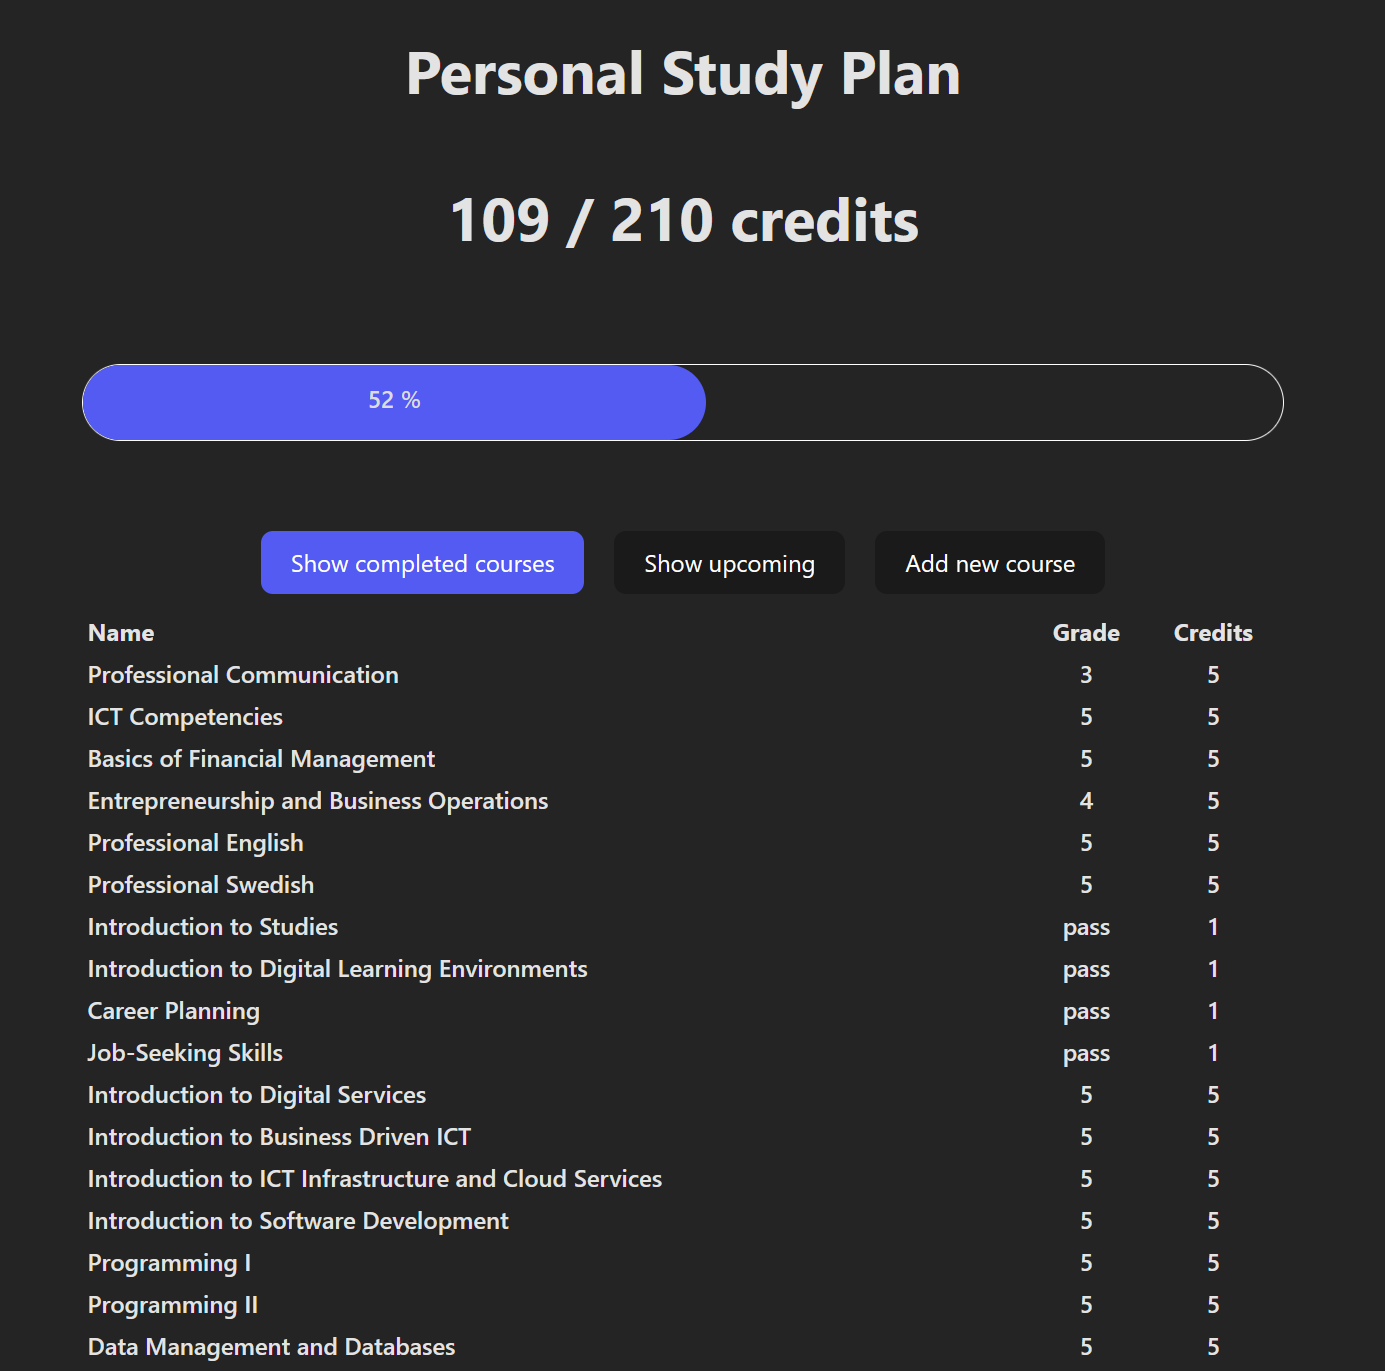 Personal Study Plan
109 / 210 credits
52 %
Show completed courses Show upcoming Add new course
Name Grade Credits
Professional Communication 3 5
ICT Competencies 5 5
Basics of Financial Management 5 5
Entrepreneurship and Business Operations 4 5
Professional English 5 5
Professional Swedish 5 5
Introduction to Studies pass 1
Introduction to Digital Learning Environments pass 1
Career Planning pass 1
Job-Seeking Skills pass 1
Introduction to Digital Services 5 5
Introduction to Business Driven ICT 5 5
Introduction to ICT Infrastructure and Cloud Services 5 5
Introduction to Software Development 5 5
Programming I 5 5
Programming II 5 5
Data Management and Databases 5 5